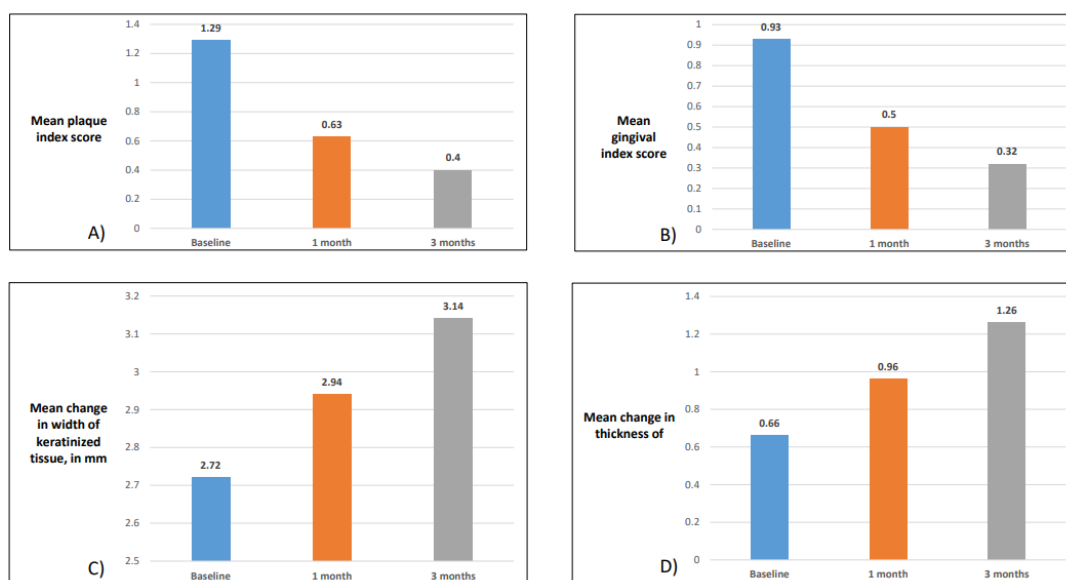 1.4
1.2
1
0.8
0.6
0.4
0.2
0
1.29
0.63
0.4
Mean plaque
index score
A)
Baseline
1 month
3 months
1
0.9
0.8
0.7
0.6
0.5
0.4
0.3
0.2
0.1
0
0.93
0.5
0.32
Mean
gingival
index score
B)
Baseline
1 month
3 months
3.2
3.1
3
2.9
2.8
2.7
2.6
2.5
2.72
2.94
3.14
Mean change
in width of
keratinized
tissue, in mm
C)
Baseline
1 month
3 months
1.4
1.2
1
0.8
0.6
0.4
0.2
0
0.66
0.96
1.26
Mean change in
thickness of
D)
Baseline
1 month
3 months